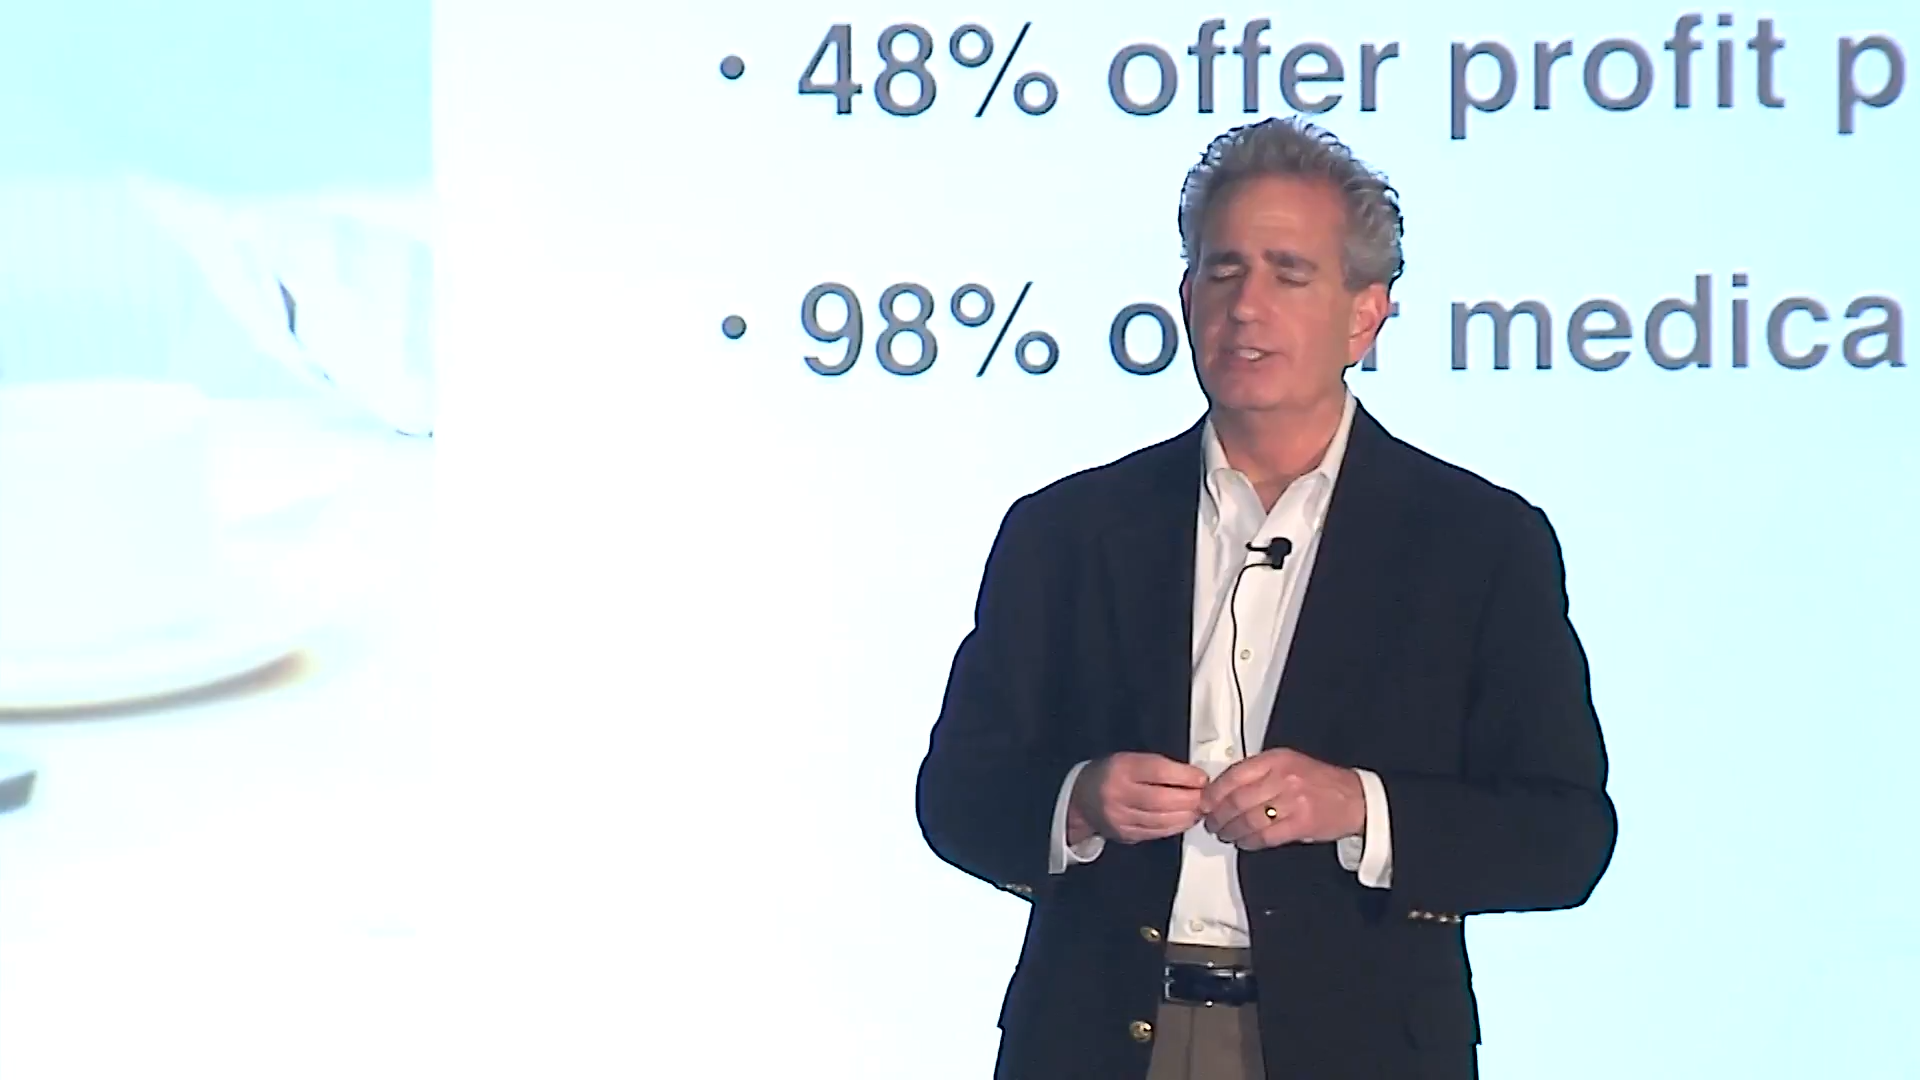 • 48% offer profit p
• 98% o r medica